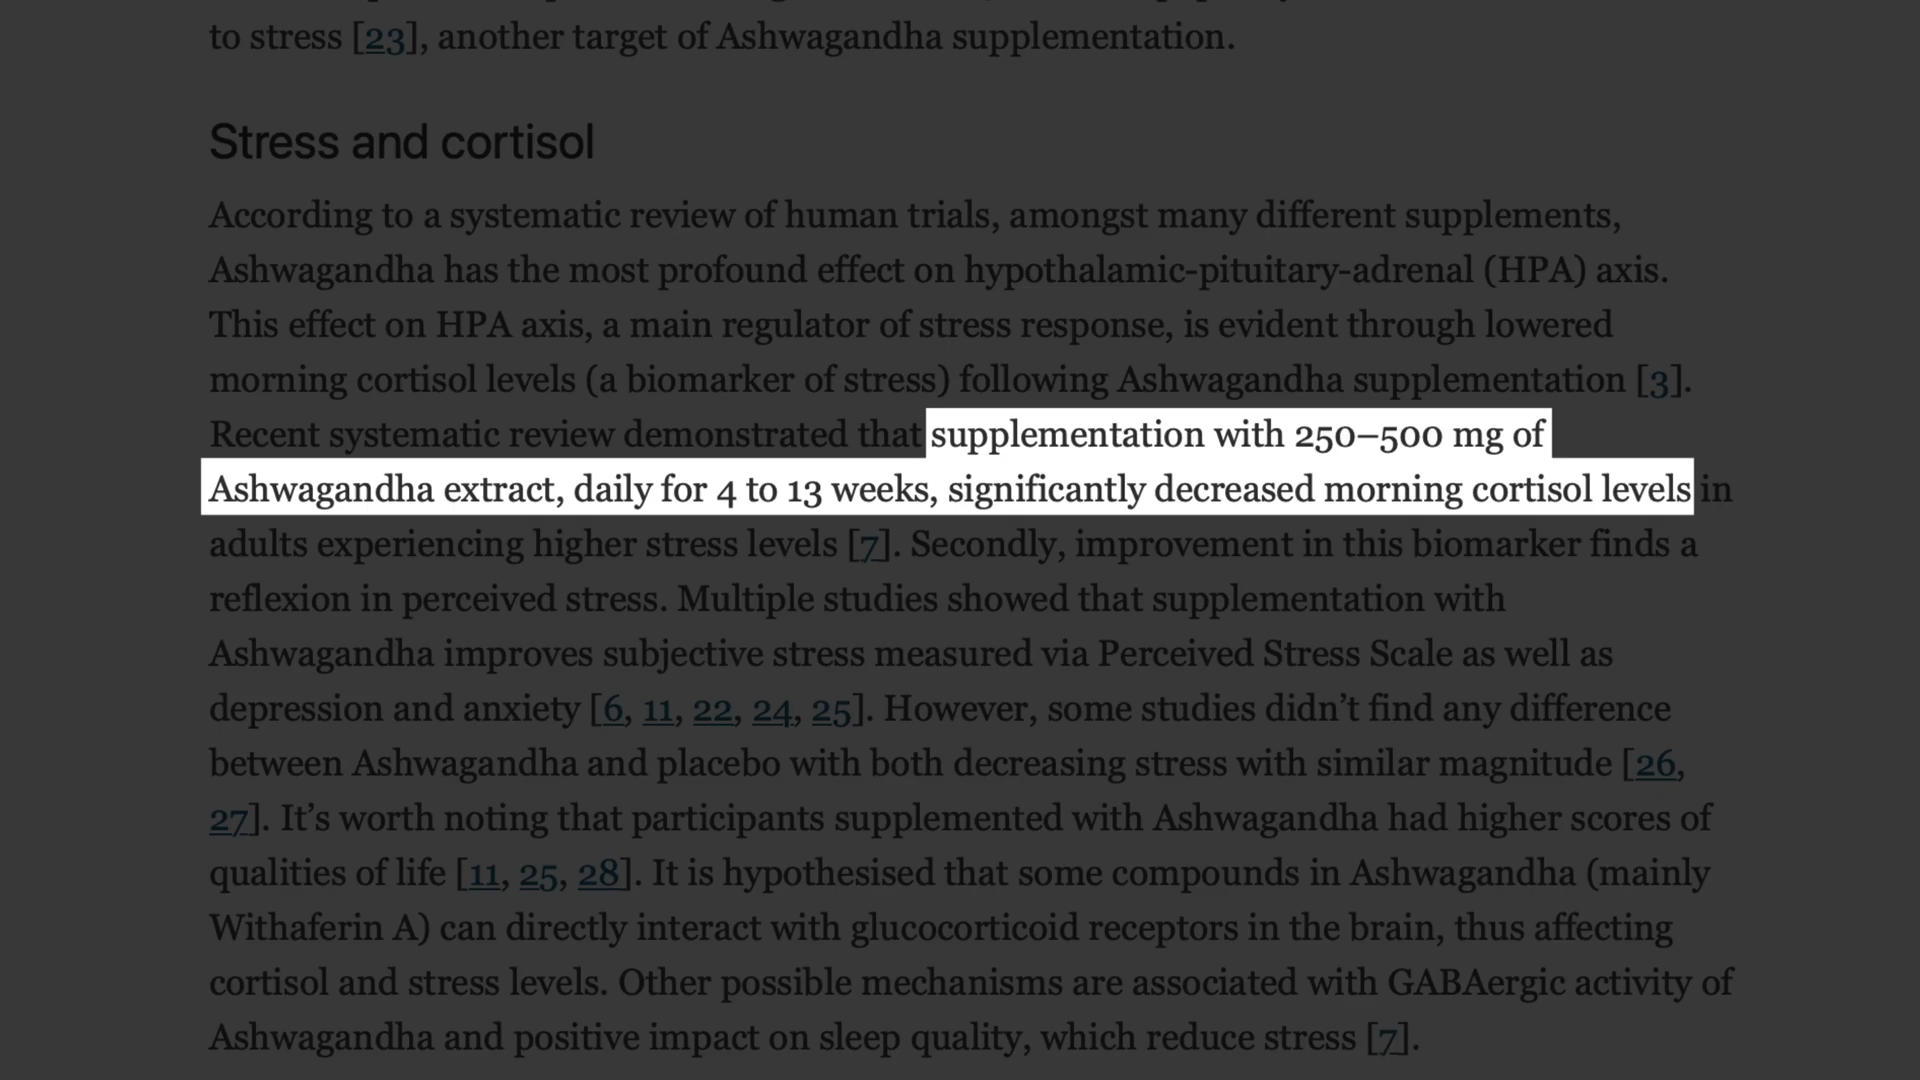 to stress [23], another target of Ashwagandha supplementation.
Stress and cortisol
According to a systematic review of human trials, amongst many different supplements,
Ashwagandha has the most profound effect on hypothalamic-pituitary-adrenal (HPA) axis.
This effect on HPA axis, a main regulator of stress response, is evident through lowered
morning cortisol levels (a biomarker of stress) following Ashwagandha supplementation [3].
Recent systematic review demonstrated that supplementation with 250–500 mg of
Ashwagandha extract, daily for 4 to 13 weeks, significantly decreased morning cortisol levels in
adults experiencing higher stress levels [7]. Secondly, improvement in this biomarker finds a
reflexion in perceived stress. Multiple studies showed that supplementation with
Ashwagandha improves subjective stress measured via Perceived Stress Scale as well as
depression and anxiety [6, 11, 22, 24, 25]. However, some studies didn’t find any difference
between Ashwagandha and placebo with both decreasing stress with similar magnitude [26,
27]. It’s worth noting that participants supplemented with Ashwagandha had higher scores of
qualities of life [11, 25, 28]. It is hypothesised that some compounds in Ashwagandha (mainly
Withaferin A) can directly interact with glucocorticoid receptors in the brain, thus affecting
cortisol and stress levels. Other possible mechanisms are associated with GABAergic activity of
Ashwagandha and positive impact on sleep quality, which reduce stress [7].